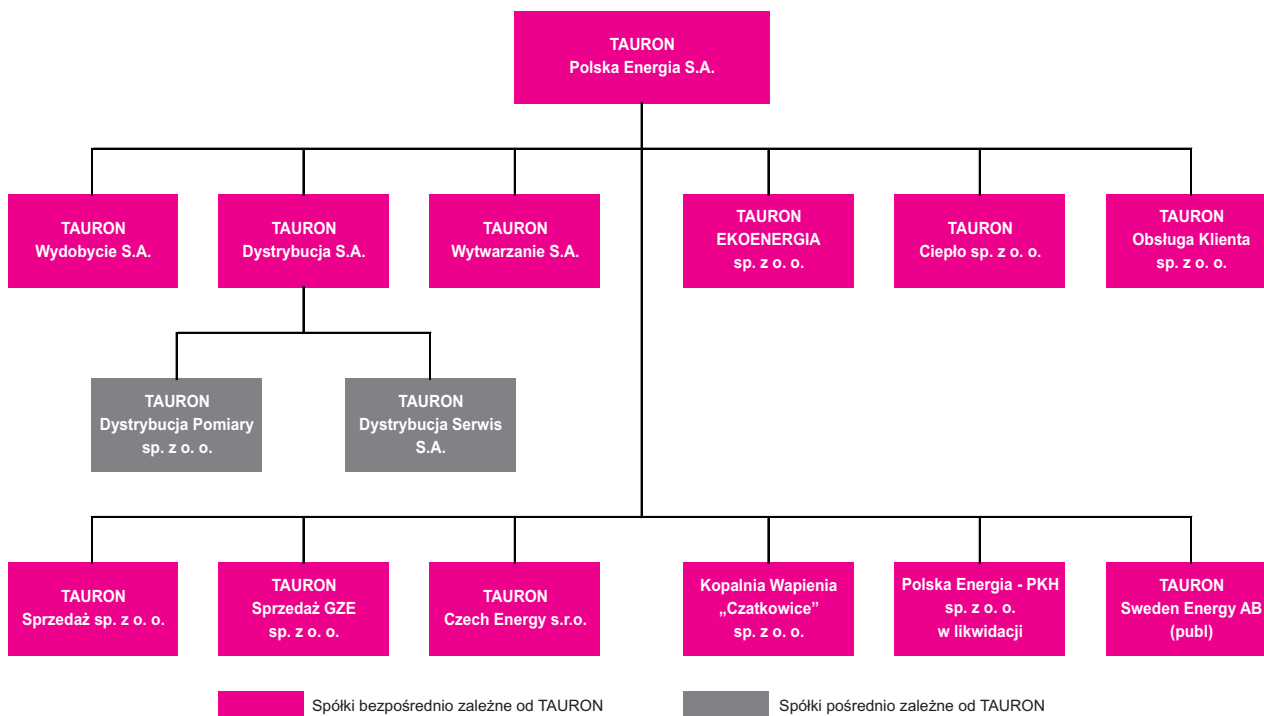 TAURON
Polska Energia S.A.
TAURON
Wydobycie S.A.
TAURON
Dystrybucja S.A.
TAURON
Wytwarzanie S.A.
TAURON
EKOENERGIA
sp. z o. o.
TAURON
Ciepło sp. z o. o.
TAURON
Obsługa Klienta
sp. z o. o.
TAURON
Dystrybucja Pomiary
sp. z o. o.
TAURON
Dystrybucja Serwis
S.A.
TAURON
Sprzedaż sp. z o. o.
TAURON
Sprzedaż GZE
sp. z o. o.
TAURON
Czech Energy s.r.o.
Kopalnia Wapienia
„Czatkowice”
sp. z o. o.
Polska Energia - PKH
sp. z o. o.
w likwidacji
TAURON
Sweden Energy AB
(publ)
Spółki bezpośrednio zależne od TAURON
Spółki pośrednio zależne od TAURON